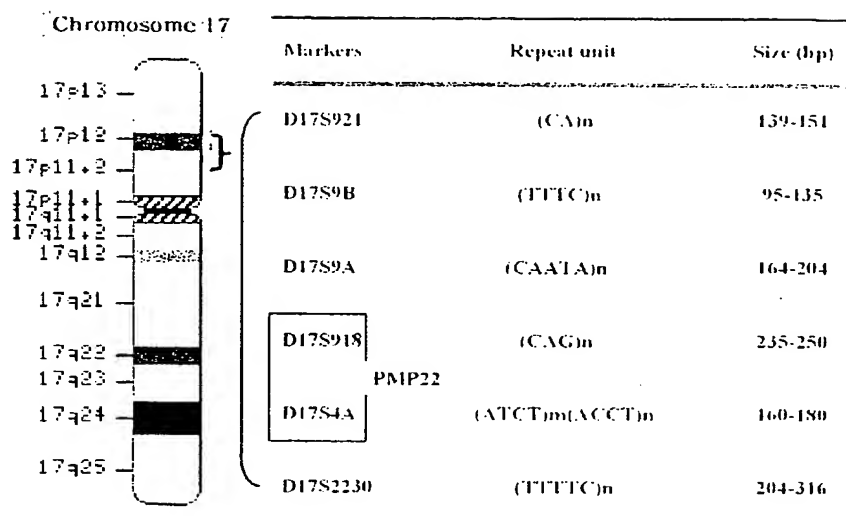 Chromosome 17
17p13
17p12
17p11.2
17p11.1
17q11.1
17q11.2
17q12
17q21
17q22
17q23
17q24
17q25
Markers Repeat unit Size (bp)
D17S921 (CA)n 139-151
D17S9B (TTTC)n 95-135
D17S9A (CAATA)n 164-204
D17S918 (CAG)n 235-250
PMP22
D17S4A (ATCT)m(ACCT)n 160-180
D17S2230 (TTTTC)n 204-316